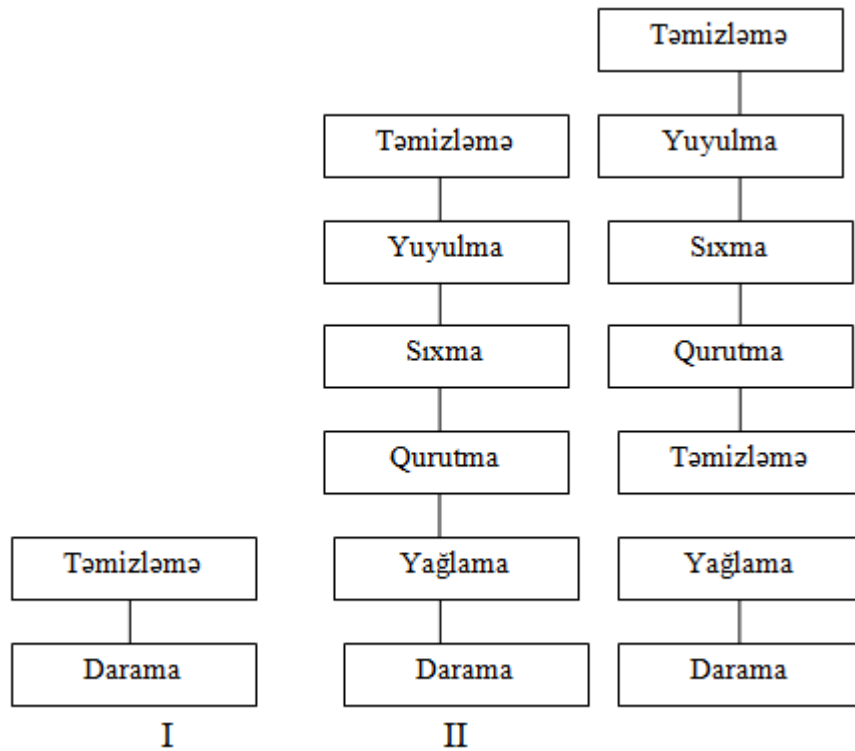 Təmizləmə
Darama
I
Təmizləmə
Yuyulma
Sıxma
Qurutma
Yağlama
Darama
II
Təmizləmə
Yuyulma
Sıxma
Qurutma
Təmizləmə
Yağlama
Darama